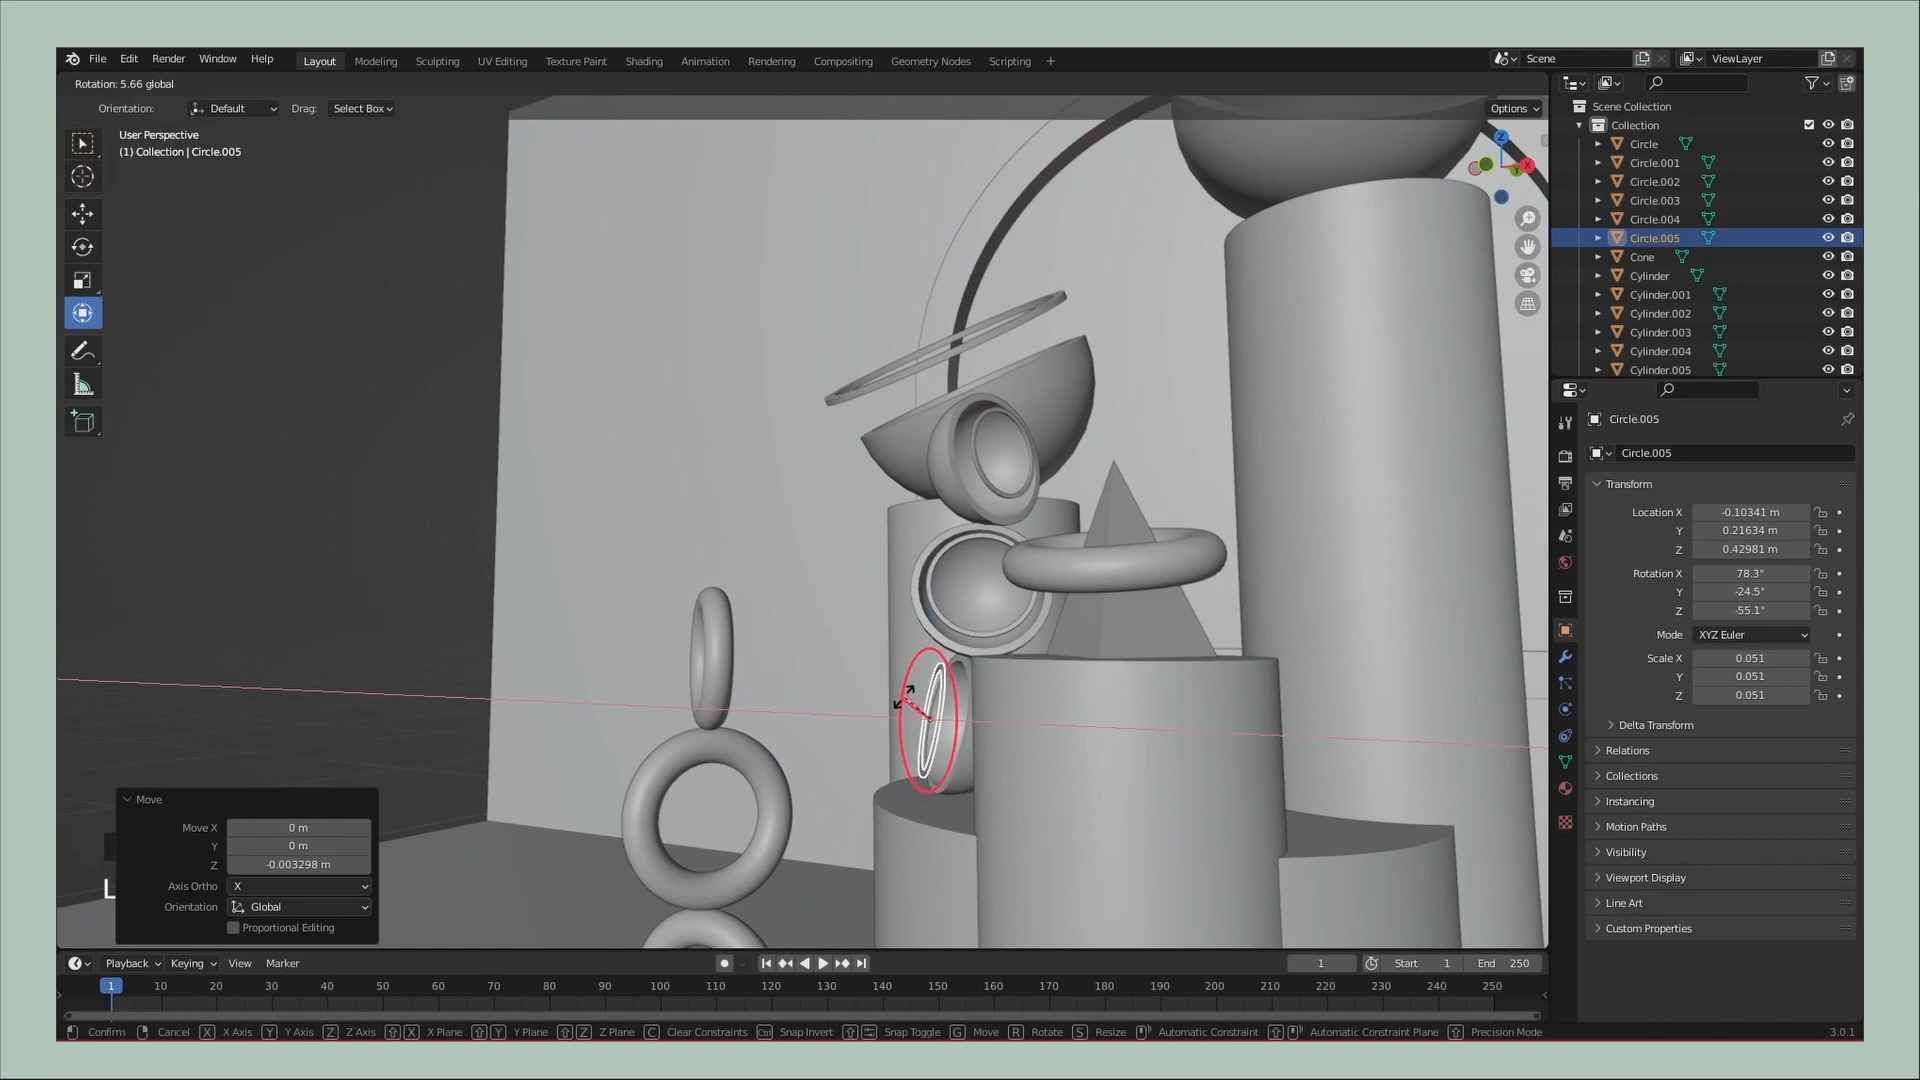 File Edit Render Window Help Layout Modeling Sculpting UV Editing Texture Paint Shading Animation Rendering Compositing Geometry Nodes Scripting + Scene ViewLayer
Rotation: 5.66 global
Orientation: Default Drag: Select Box Options
User Perspective
(1) Collection | Circle.005
Z
X
Y
Scene Collection
Collection
Circle
Circle.001
Circle.002
Circle.003
Circle.004
Circle.005
Cone
Cylinder
Cylinder.001
Cylinder.002
Cylinder.003
Cylinder.004
Cylinder.005
Circle.005
Circle.005
Transform
Location X -0.10341 m
Y 0.21634 m
Z 0.42981 m
Rotation X 78.3°
Y -24.5°
Z -55.1°
Mode XYZ Euler
Scale X 0.051
Y 0.051
Z 0.051
Delta Transform
Relations
Collections
Instancing
Motion Paths
Visibility
Viewport Display
Line Art
Custom Properties
Move
Move X 0 m
Y 0 m
Z -0.003298 m
Axis Ortho X
Orientation Global
Proportional Editing
L
Playback Keying View Marker 1 Start 1 End 250
1 10 20 30 40 50 60 70 80 90 100 110 120 130 140 150 160 170 180 190 200 210 220 230 240 250
Confirm Cancel X X Axis Y Y Axis Z Z Axis X X Plane Y Y Plane Z Z Plane C Clear Constraints Ctrl Snap Invert Snap Toggle G Move R Rotate S Resize Automatic Constraint Automatic Constraint Plane Precision Mode 3.0.1